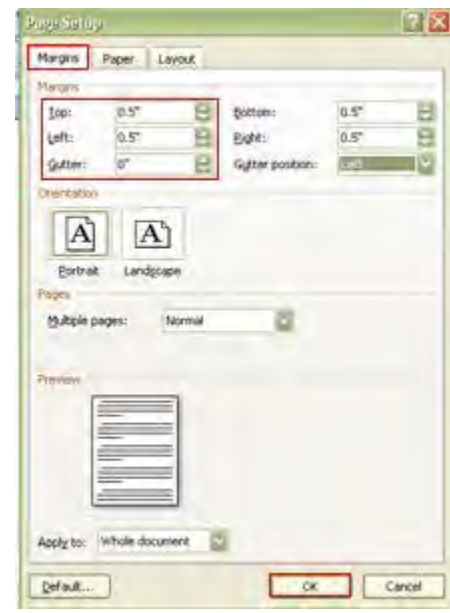 Page Setup
Margins Paper Layout
Margins
Top: 0.5" Bottom: 0.5"
Left: 0.5" Right: 0.5"
Gutter: 0" Gutter position: Left
Orientation
A A
Portrait Landscape
Pages
Multiple pages: Normal
Preview
Apply to: Whole document
Default... OK Cancel